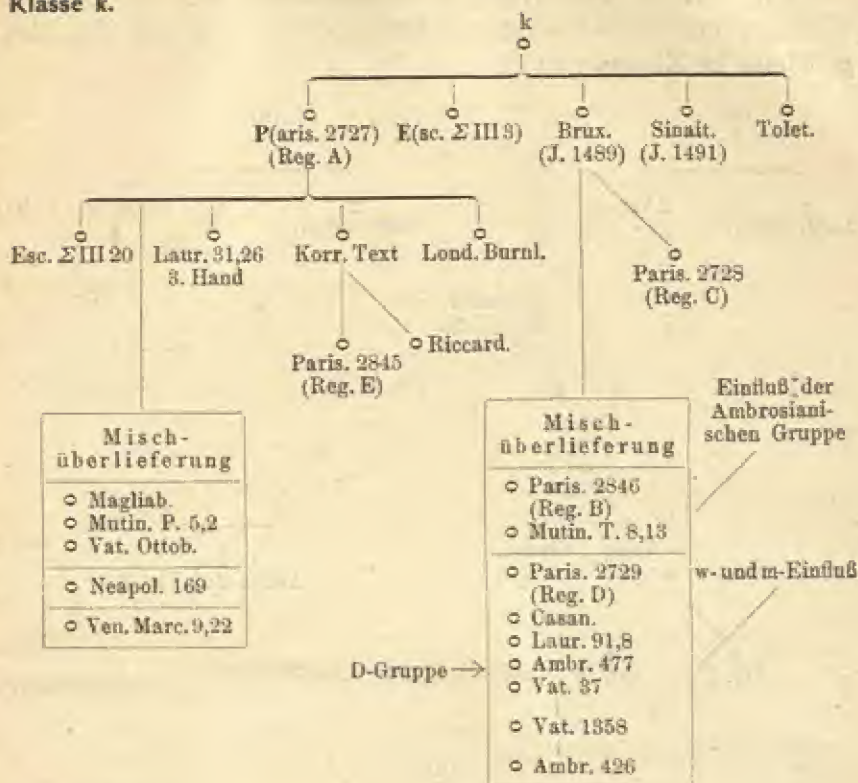 Klasse k.
k
P(aris. 2727)
(Reg. A)
E(sc. Σ III 3)
Brux.
(J. 1489)
Sinait.
(J. 1491)
Tolet.
Esc. Σ III 20
Laur. 31,26
3. Hand
Korr. Text
Lond. Burnl.
Paris. 2728
(Reg. C)
Paris. 2845
(Reg. E)
Riccard.
Misch-
überlieferung
Magliab.
Mutin. P. 5,2
Vat. Ottob.
Neapol. 169
Ven. Marc. 9,22
Misch-
überlieferung
Paris. 2846
(Reg. B)
Mutin. T. 8,13
Paris. 2729
(Reg. D)
Casan.
Laur. 91,8
Ambr. 477
Vat. 37
Vat. 1358
Ambr. 426
Einfluß der
Ambrosiani-
schen Gruppe
w- und m-Einfluß
D-Gruppe